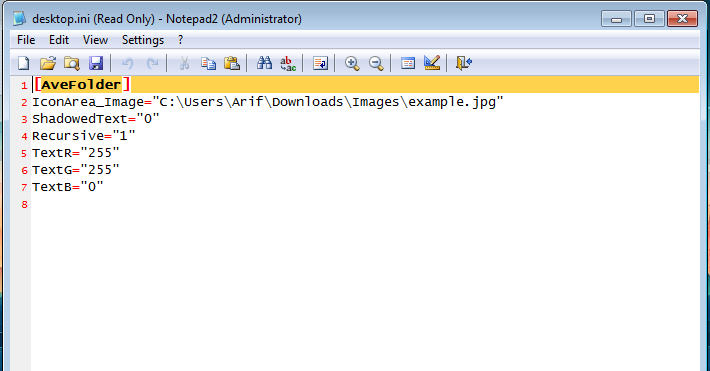 desktop.ini (Read Only) - Notepad2 (Administrator)
File Edit View Settings ?
1 [AveFolder]
2 IconArea_Image="C:\Users\Arif\Downloads\Images\example.jpg"
3 ShadowedText="0"
4 Recursive="1"
5 TextR="255"
6 TextG="255"
7 TextB="0"
8